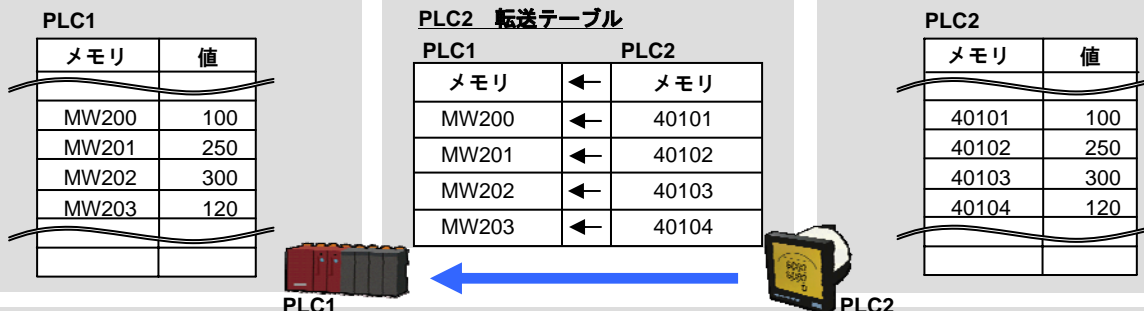 PLC1
メモリ 値
MW200 100
MW201 250
MW202 300
MW203 120
PLC2 転送テーブル
PLC1 PLC2
メモリ ← メモリ
MW200 ← 40101
MW201 ← 40102
MW202 ← 40103
MW203 ← 40104
PLC2
メモリ 値
40101 100
40102 250
40103 300
40104 120
PLC1
PLC2